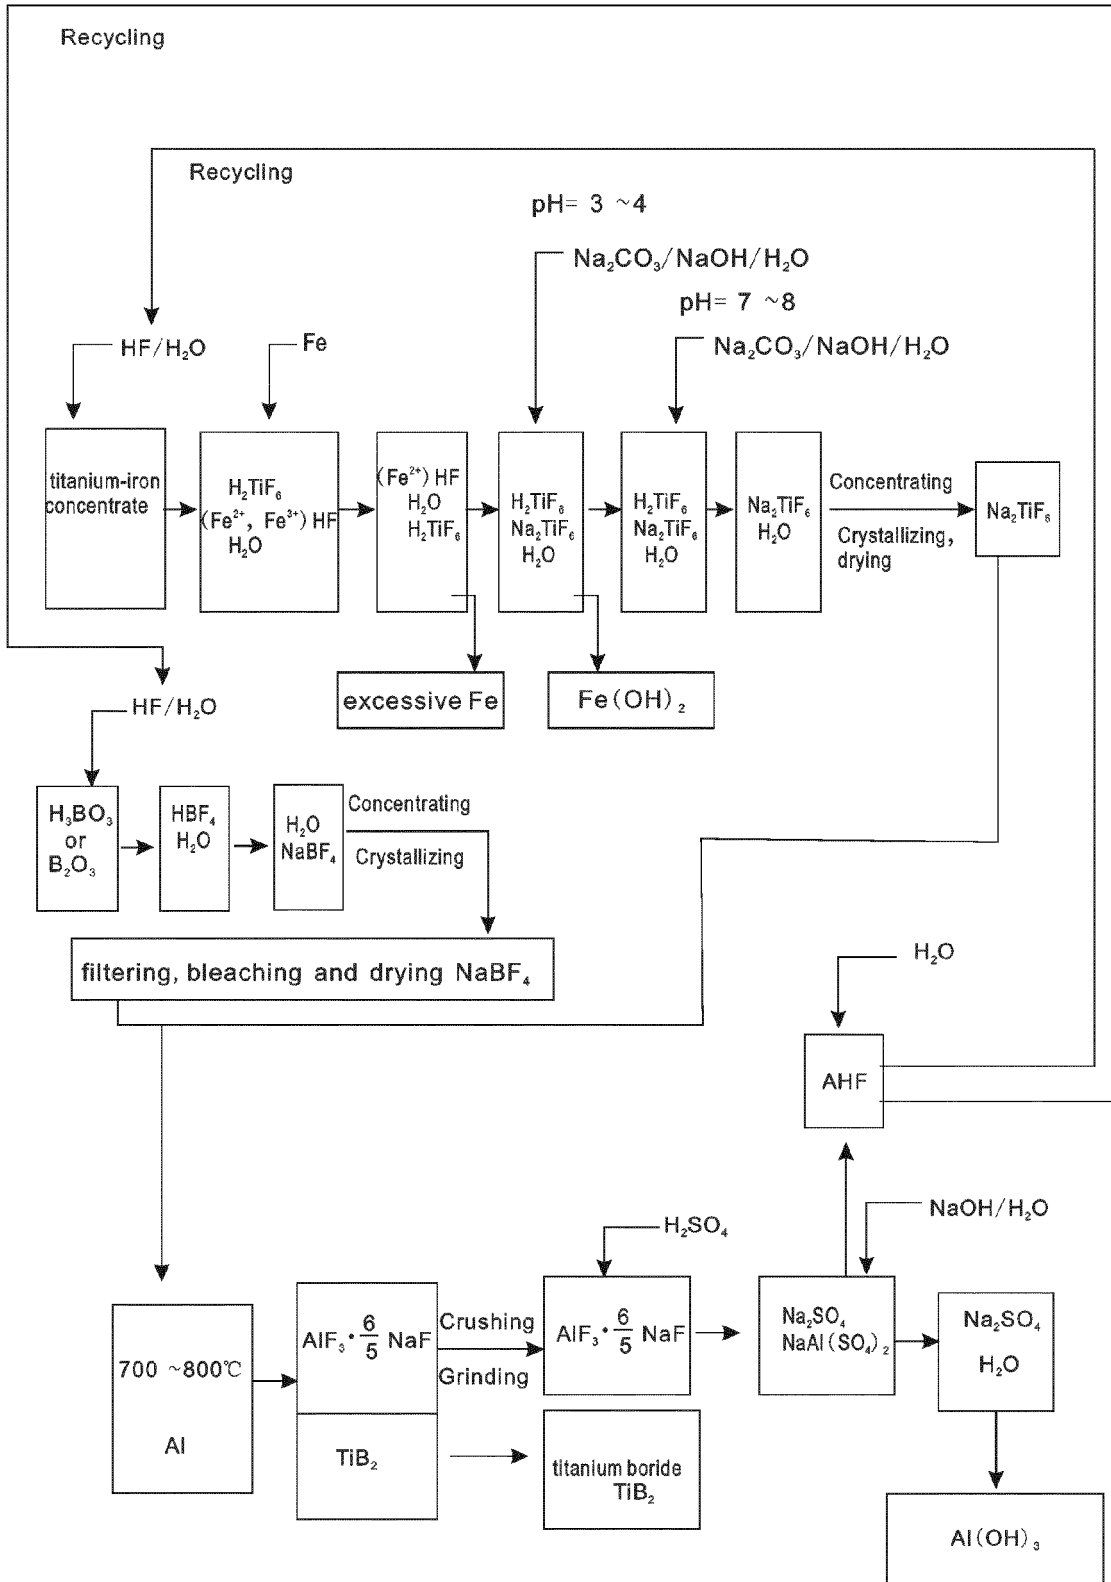 Recycling
Recycling
pH= 3 ~4
Na₂CO₃/NaOH/H₂O
pH= 7 ~8
HF/H₂O
Fe
Na₂CO₃/NaOH/H₂O
titanium-iron
concentrate
H₂TiF₆
(Fe²⁺, Fe³⁺) HF
H₂O
(Fe²⁺) HF
H₂O
H₂TiF₆
H₂TiF₆
Na₂TiF₆
H₂O
H₂TiF₆
Na₂TiF₆
H₂O
Na₂TiF₆
H₂O
Concentrating
Crystallizing,
drying
Na₂TiF₆
excessive Fe
Fe(OH)₂
HF/H₂O
H₃BO₃
or
B₂O₃
HBF₄
H₂O
H₂O
NaBF₄
Concentrating
Crystallizing
filtering, bleaching and drying NaBF₄
H₂O
AHF
NaOH/H₂O
H₂SO₄
700 ~800℃
Al
AlF₃·6/5 NaF
Crushing
Grinding
AlF₃·6/5 NaF
Na₂SO₄
NaAl(SO₄)₂
Na₂SO₄
H₂O
TiB₂
titanium boride
TiB₂
Al(OH)₃